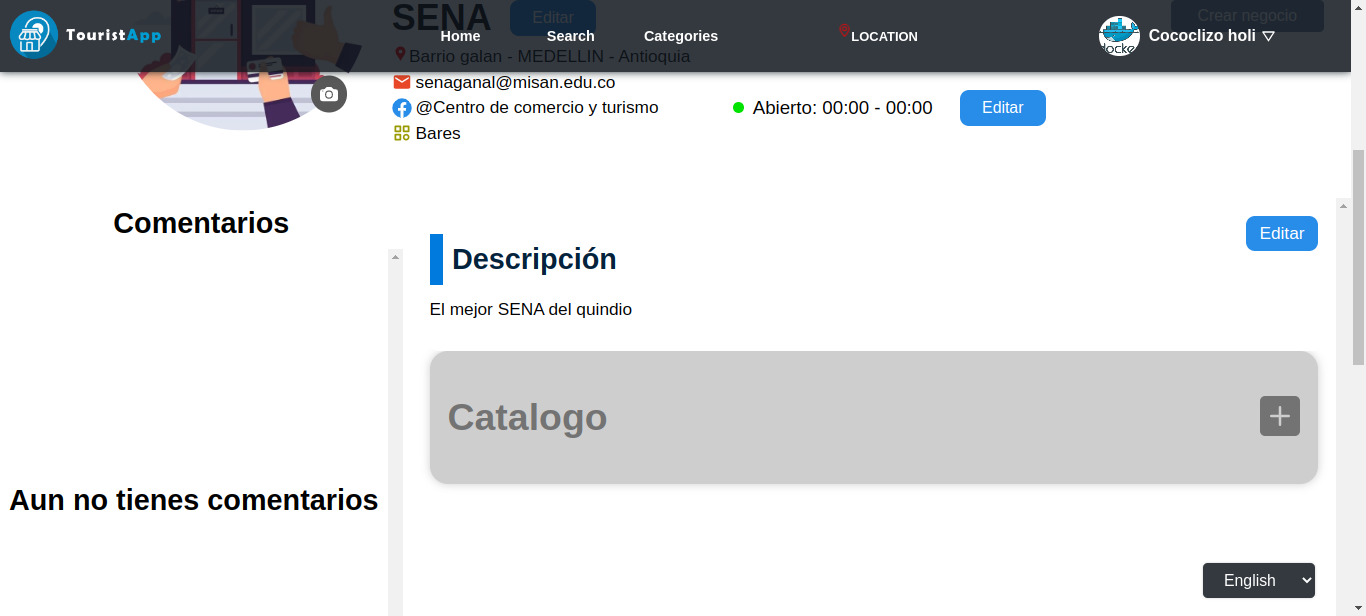 SENA
Editar
Crear negocio
TouristApp
Home
Search
Categories
LOCATION
docke
Cococlizo holi
Barrio galan - MEDELLIN - Antioquia
senaganal@misan.edu.co
@Centro de comercio y turismo
Abierto: 00:00 - 00:00
Editar
Bares
Comentarios
Editar
Descripción
El mejor SENA del quindio
Catalogo
Aun no tienes comentarios
English